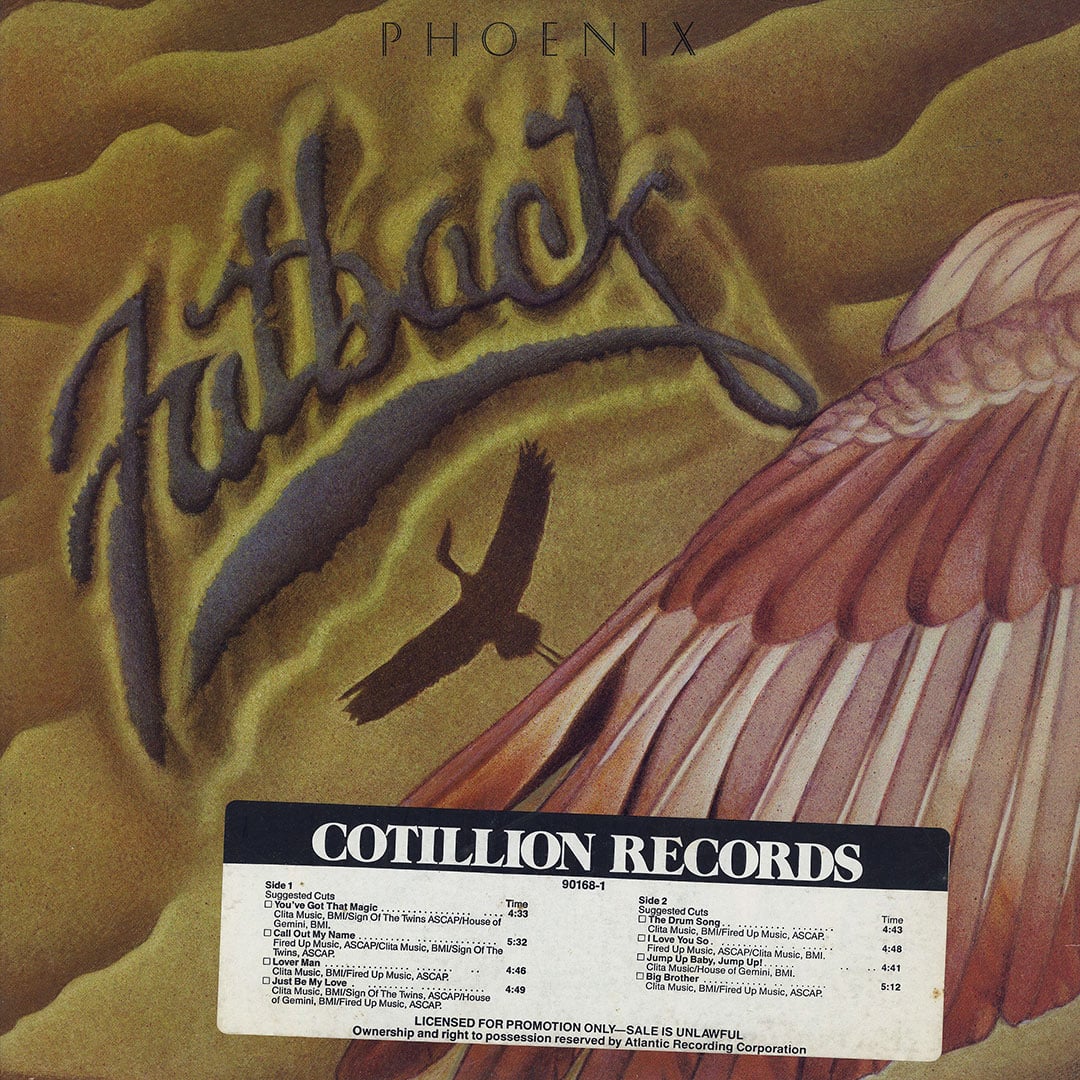 PHOENIX
Fatback
COTILLION RECORDS
90168-1
Side 1
Suggested Cuts
Time
☐ You've Got That Magic . . . . . . . . . . . . . . . . . . . . 4:33
Clita Music, BMI/Sign Of The Twins ASCAP/House of
Gemini, BMI.
☐ Call Out My Name . . . . . . . . . . . . . . . . . . . . 5:32
Fired Up Music, ASCAP/Clita Music, BMI/Sign Of The
Twins, ASCAP.
☐ Lover Man . . . . . . . . . . . . . . . . . . . . 4:46
Clita Music, BMI/Fired Up Music, ASCAP.
☐ Just Be My Love . . . . . . . . . . . . . . . . . . . . 4:49
Clita Music, BMI/Sign Of The Twins, ASCAP/House
of Gemini, BMI/Fired Up Music, ASCAP.
Side 2
Suggested Cuts
Time
☐ The Drum Song . . . . . . . . . . . . . . . . . . . . 4:43
Clita Music, BMI/Fired Up Music, ASCAP.
☐ I Love You So . . . . . . . . . . . . . . . . . . . . 4:48
Fired Up Music, ASCAP/Clita Music, BMI.
☐ Jump Up Baby, Jump Up! . . . . . . . . . . . . . . . . . . . . 4:41
Clita Music/House of Gemini, BMI.
☐ Big Brother . . . . . . . . . . . . . . . . . . . . 5:12
Clita Music, BMI/Fired Up Music, ASCAP.
LICENSED FOR PROMOTION ONLY—SALE IS UNLAWFUL
Ownership and right to possession reserved by Atlantic Recording Corporation